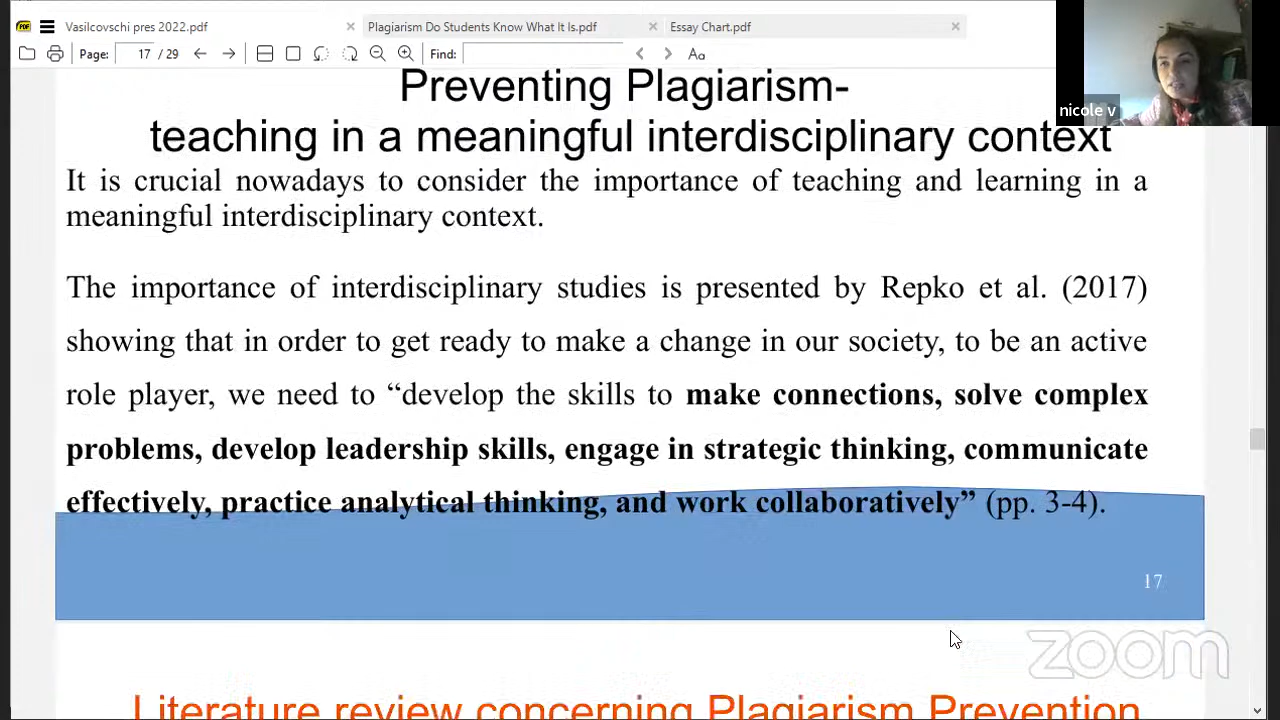 Vasilcovschi pres 2022.pdf
Plagiarism Do Students Know What It Is.pdf
Essay Chart.pdf
Page: 17 / 29
Find:
Aa
nicole v
Preventing Plagiarism-
teaching in a meaningful interdisciplinary context
It is crucial nowadays to consider the importance of teaching and learning in a
meaningful interdisciplinary context.
The importance of interdisciplinary studies is presented by Repko et al. (2017)
showing that in order to get ready to make a change in our society, to be an active
role player, we need to “develop the skills to make connections, solve complex
problems, develop leadership skills, engage in strategic thinking, communicate
effectively, practice analytical thinking, and work collaboratively” (pp. 3-4).
17
zoom
Literature review concerning Plagiarism Prevention